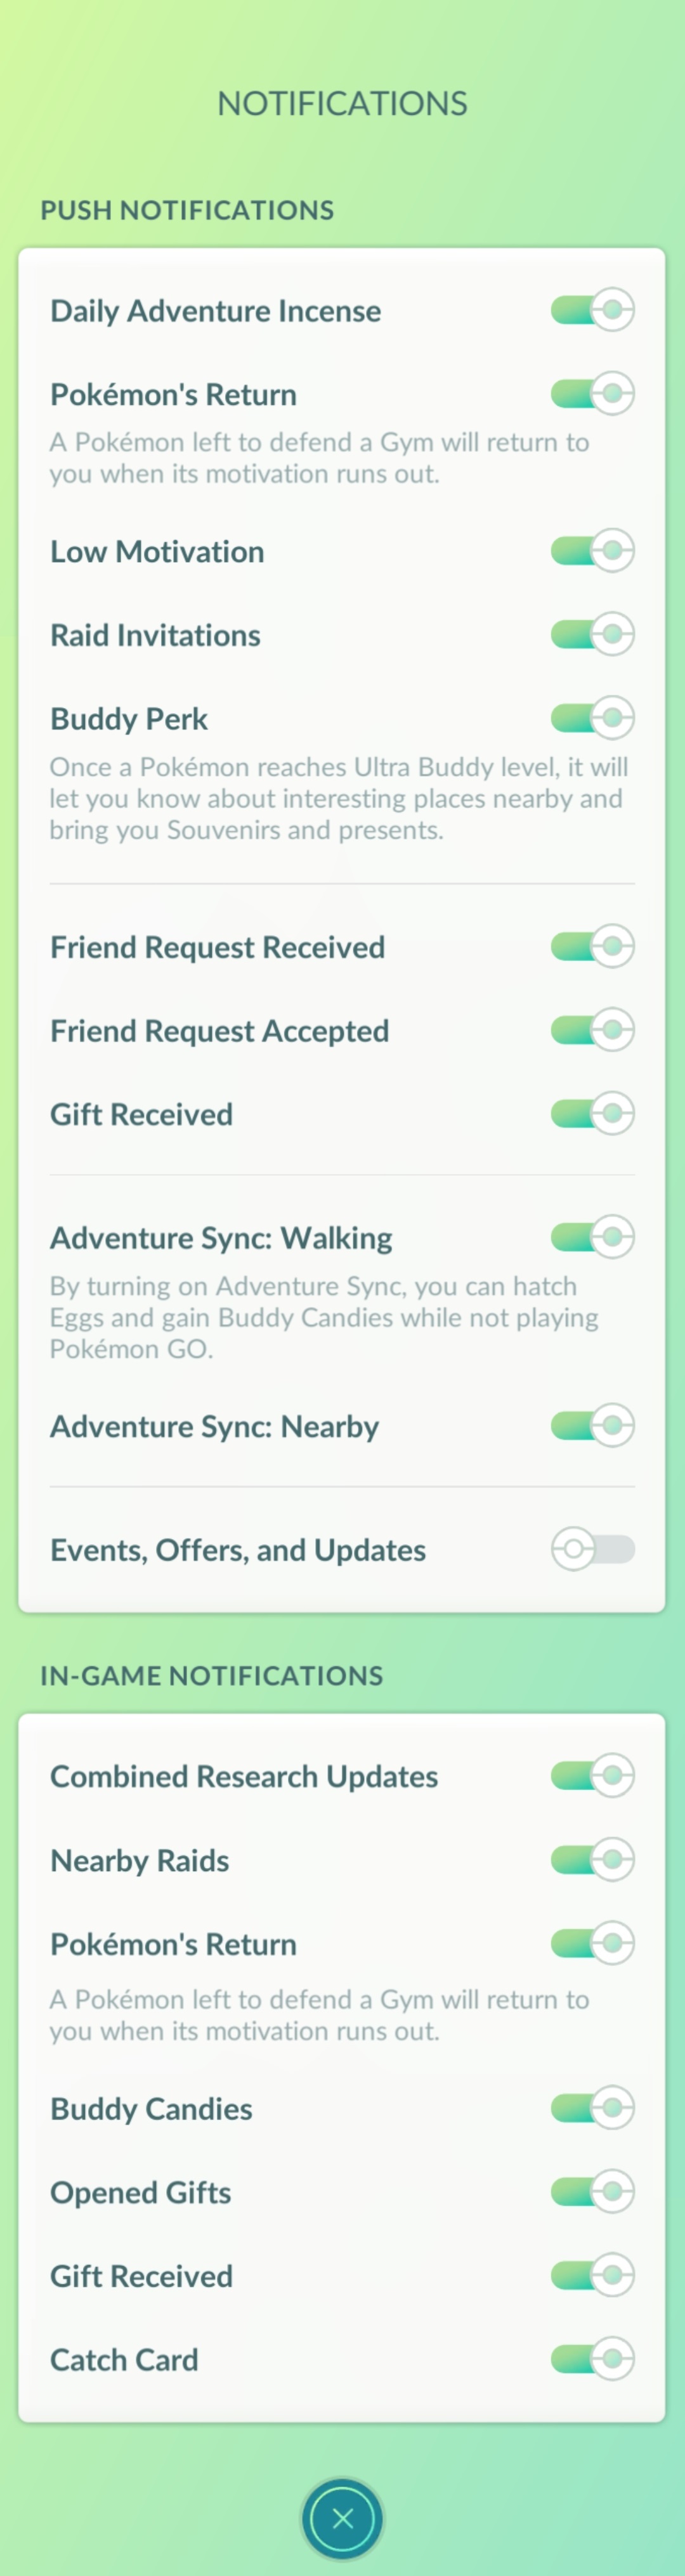 NOTIFICATIONS
PUSH NOTIFICATIONS
Daily Adventure Incense
Pokémon's Return
A Pokémon left to defend a Gym will return to
you when its motivation runs out.
Low Motivation
Raid Invitations
Buddy Perk
Once a Pokémon reaches Ultra Buddy level, it will
let you know about interesting places nearby and
bring you Souvenirs and presents.
Friend Request Received
Friend Request Accepted
Gift Received
Adventure Sync: Walking
By turning on Adventure Sync, you can hatch
Eggs and gain Buddy Candies while not playing
Pokémon GO.
Adventure Sync: Nearby
Events, Offers, and Updates
IN-GAME NOTIFICATIONS
Combined Research Updates
Nearby Raids
Pokémon's Return
A Pokémon left to defend a Gym will return to
you when its motivation runs out.
Buddy Candies
Opened Gifts
Gift Received
Catch Card